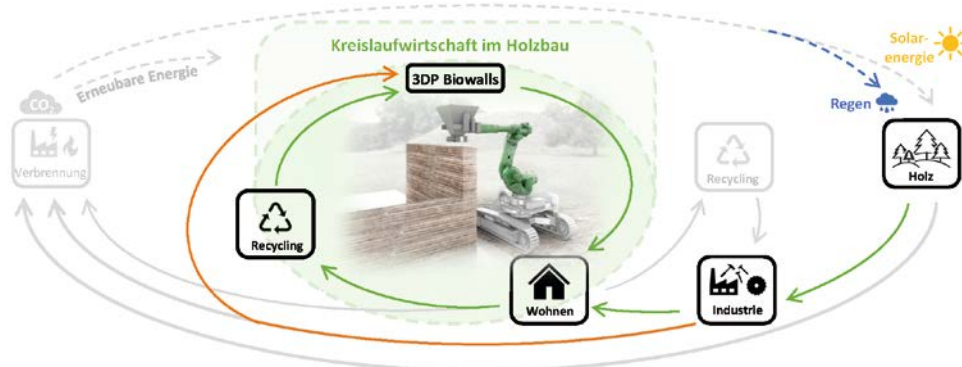 Kreislaufwirtschaft im Holzbau
Solar-
energie
Erneubare Energie
3DP Biowalls
CO₂
Regen
Verbrennung
Recycling
Holz
Recycling
Wohnen
Industrie